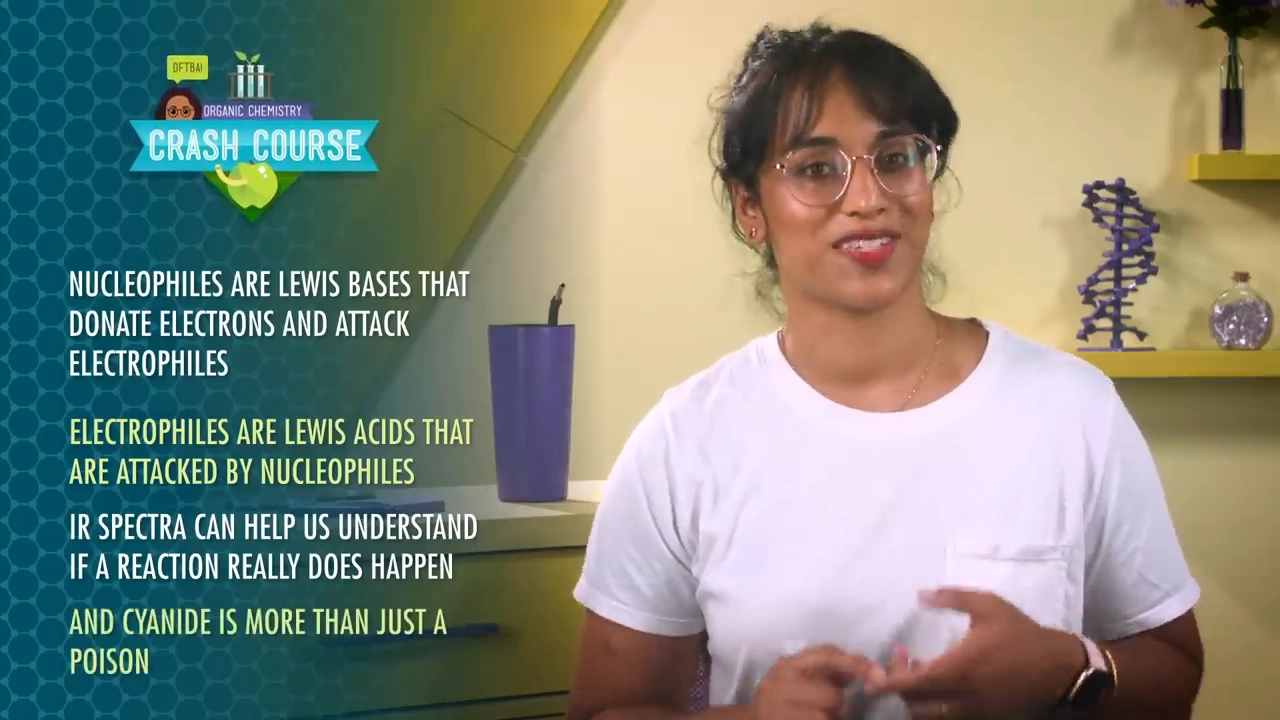 DFTBA!
ORGANIC CHEMISTRY
CRASH COURSE
NUCLEOPHILES ARE LEWIS BASES THAT
DONATE ELECTRONS AND ATTACK
ELECTROPHILES
ELECTROPHILES ARE LEWIS ACIDS THAT
ARE ATTACKED BY NUCLEOPHILES
IR SPECTRA CAN HELP US UNDERSTAND
IF A REACTION REALLY DOES HAPPEN
AND CYANIDE IS MORE THAN JUST A
POISON